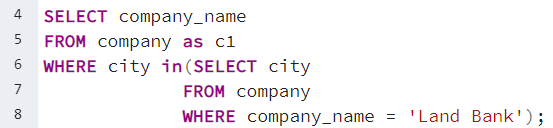 4 SELECT company_name
5 FROM company as c1
6 WHERE city in(SELECT city
7 FROM company
8 WHERE company_name = 'Land Bank');